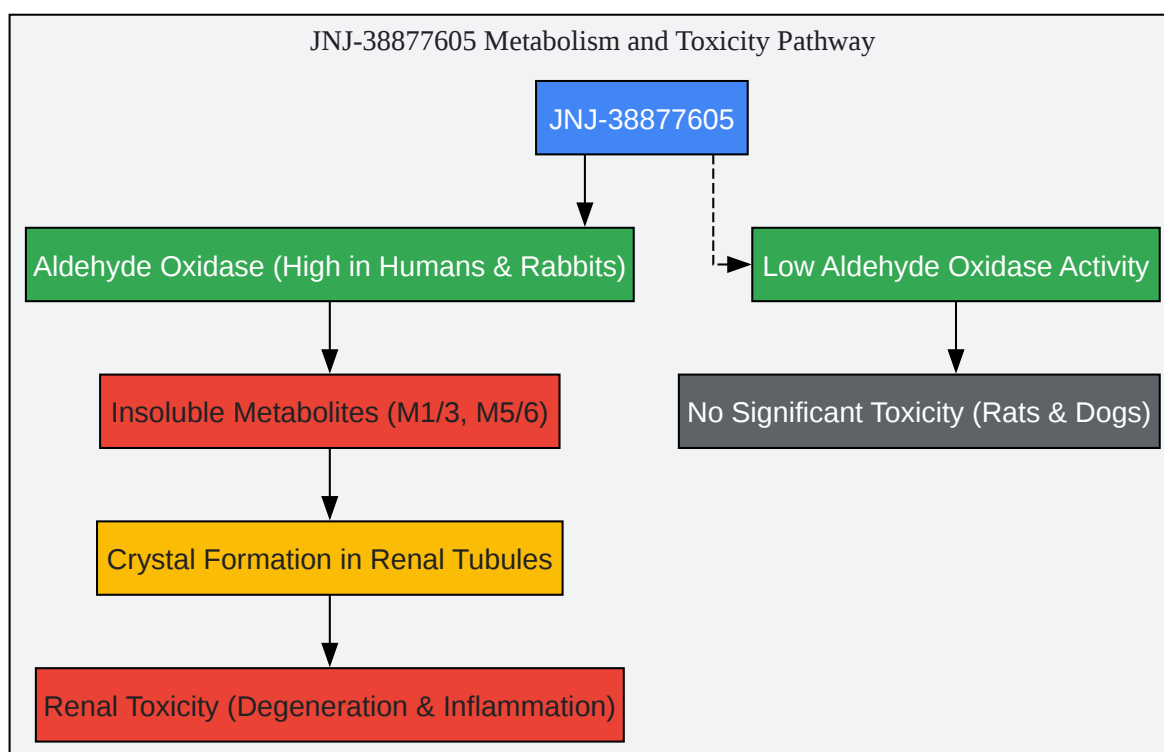 JNJ-38877605 Metabolism and Toxicity Pathway
JNJ-38877605
Aldehyde Oxidase (High in Humans & Rabbits)
Low Aldehyde Oxidase Activity
Insoluble Metabolites (M1/3, M5/6)
No Significant Toxicity (Rats & Dogs)
Crystal Formation in Renal Tubules
Renal Toxicity (Degeneration & Inflammation)